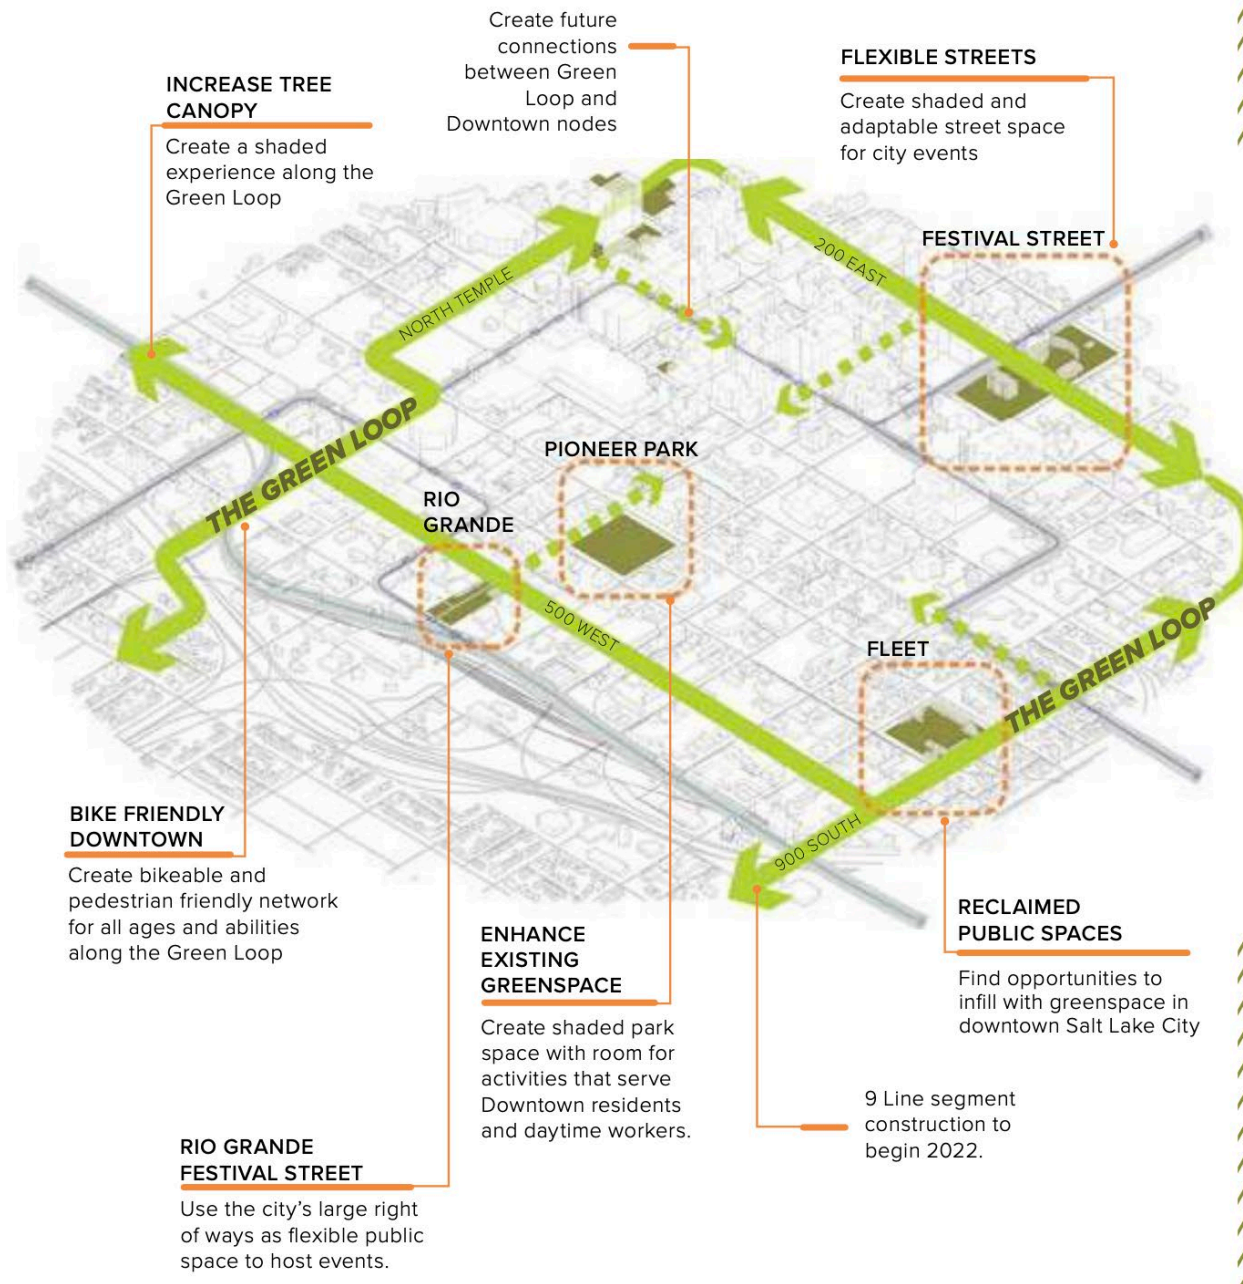 Create future
connections
between Green
Loop and
Downtown nodes
FLEXIBLE STREETS
Create shaded and
adaptable street space
for city events
INCREASE TREE
CANOPY
Create a shaded
experience along the
Green Loop
FESTIVAL STREET
200 EAST
NORTH TEMPLE
THE GREEN LOOP
PIONEER PARK
RIO
GRANDE
500 WEST
FLEET
THE GREEN LOOP
900 SOUTH
BIKE FRIENDLY
DOWNTOWN
Create bikeable and
pedestrian friendly network
for all ages and abilities
along the Green Loop
ENHANCE
EXISTING
GREENSPACE
Create shaded park
space with room for
activities that serve
Downtown residents
and daytime workers.
RECLAIMED
PUBLIC SPACES
Find opportunities to
infill with greenspace in
downtown Salt Lake City
9 Line segment
construction to
begin 2022.
RIO GRANDE
FESTIVAL STREET
Use the city's large right
of ways as flexible public
space to host events.